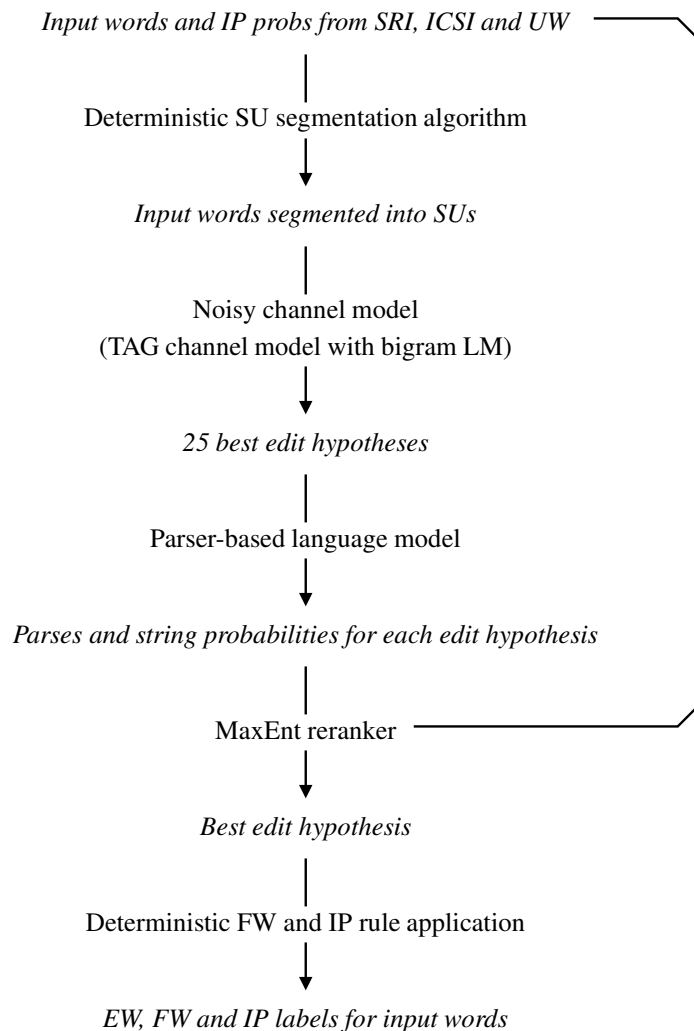 Input words and IP probs from SRI, ICSI and UW
Deterministic SU segmentation algorithm
Input words segmented into SUs
Noisy channel model
(TAG channel model with bigram LM)
25 best edit hypotheses
Parser-based language model
Parses and string probabilities for each edit hypothesis
MaxEnt reranker
Best edit hypothesis
Deterministic FW and IP rule application
EW, FW and IP labels for input words